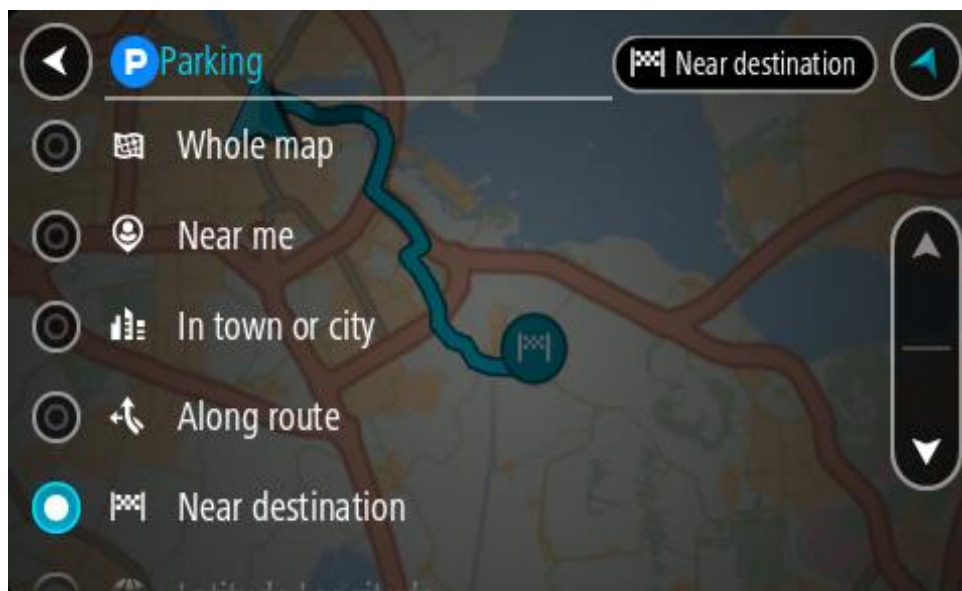 P Parking
Near destination
Whole map
Near me
In town or city
Along route
Near destination